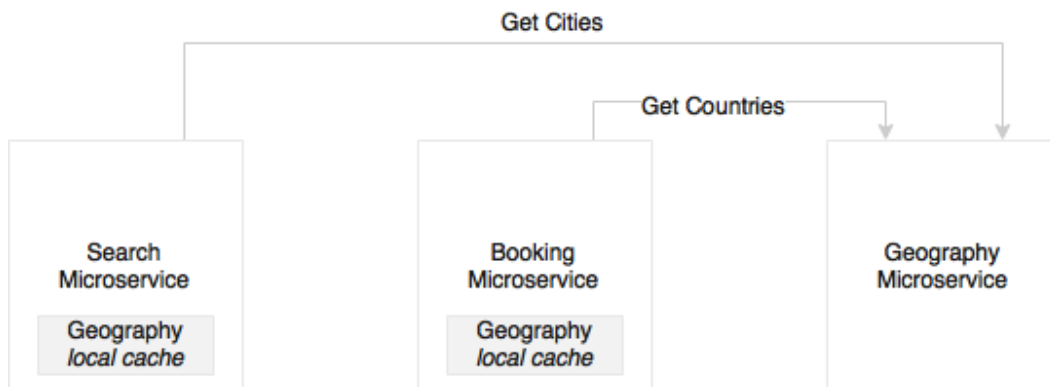 Get Cities
Get Countries
Search
Microservice
Geography
local cache
Booking
Microservice
Geography
local cache
Geography
Microservice